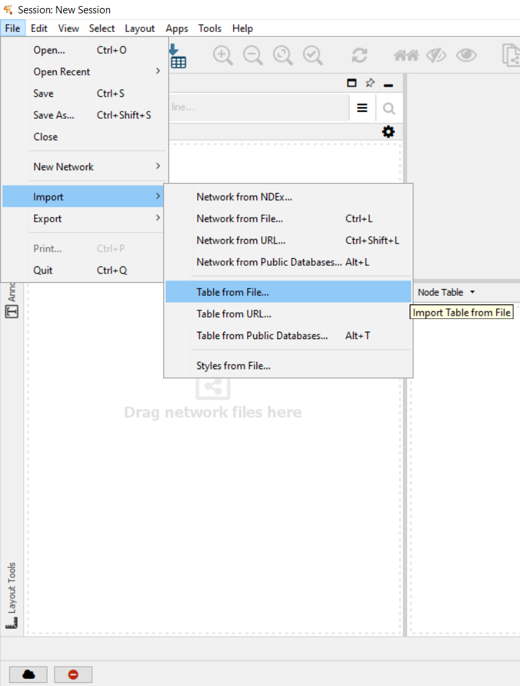 Session: New Session
File Edit View Select Layout Apps Tools Help
Open... Ctrl+O
Open Recent
Save Ctrl+S
Save As... Ctrl+Shift+S
Close
New Network
Import
Export
Print... Ctrl+P
Quit Ctrl+Q
line...
Network from NDEx...
Network from File... Ctrl+L
Network from URL... Ctrl+Shift+L
Network from Public Databases... Alt+L
Table from File...
Table from URL...
Table from Public Databases... Alt+T
Styles from File...
Node Table
Import Table from File
Drag network files here
Layout Tools